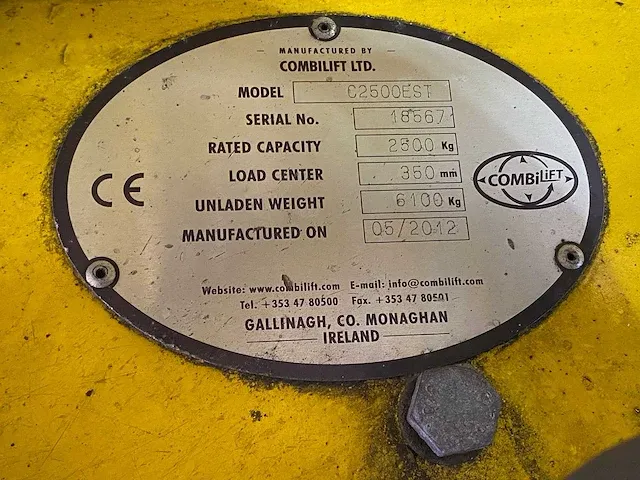 MANUFACTURED BY
COMBILIFT LTD.
MODEL C2500EST
SERIAL No. 18567
RATED CAPACITY 2500 Kg
LOAD CENTER 350 mm
UNLADEN WEIGHT 6100 Kg
MANUFACTURED ON 05/2012
CE
COMBiLiFT
Website: www.combilift.com E-mail: info@combilift.com
Tel. +353 47 80500 Fax. +353 47 80501
GALLINAGH, CO. MONAGHAN
IRELAND